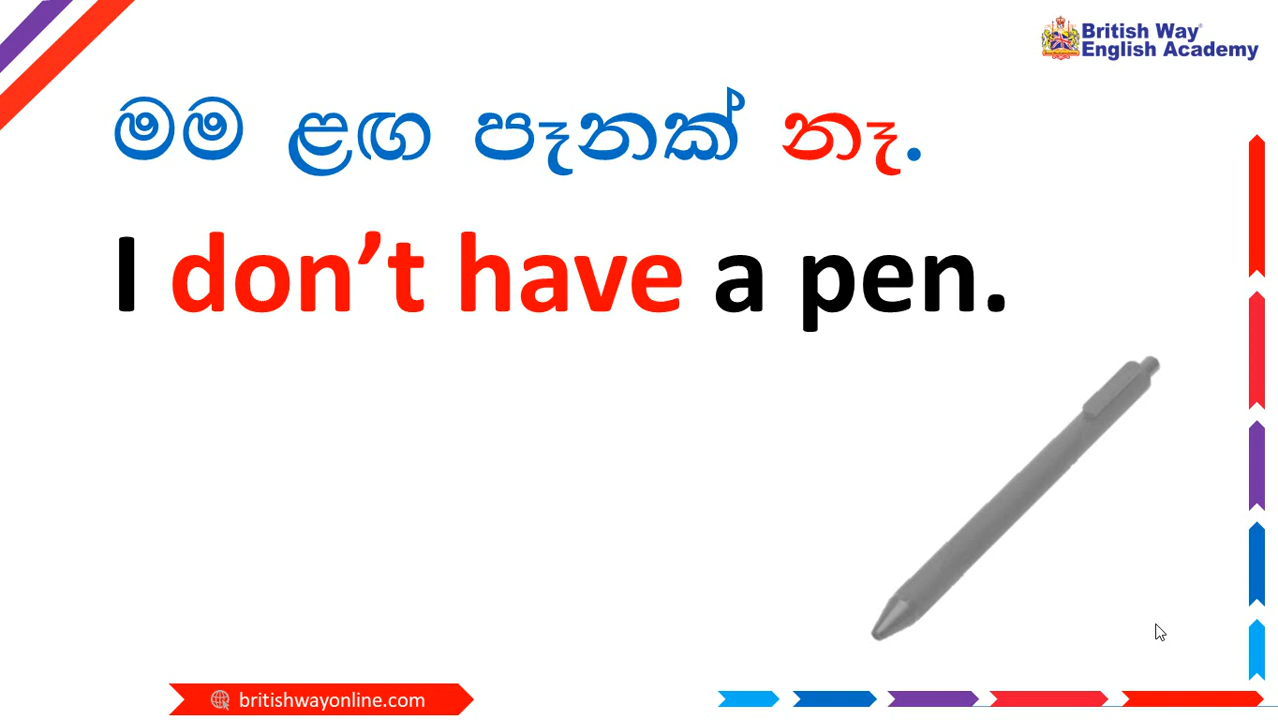 British Way
English Academy
මම ළඟ පෑනක් නෑ.
I don’t have a pen.
britishwayonline.com